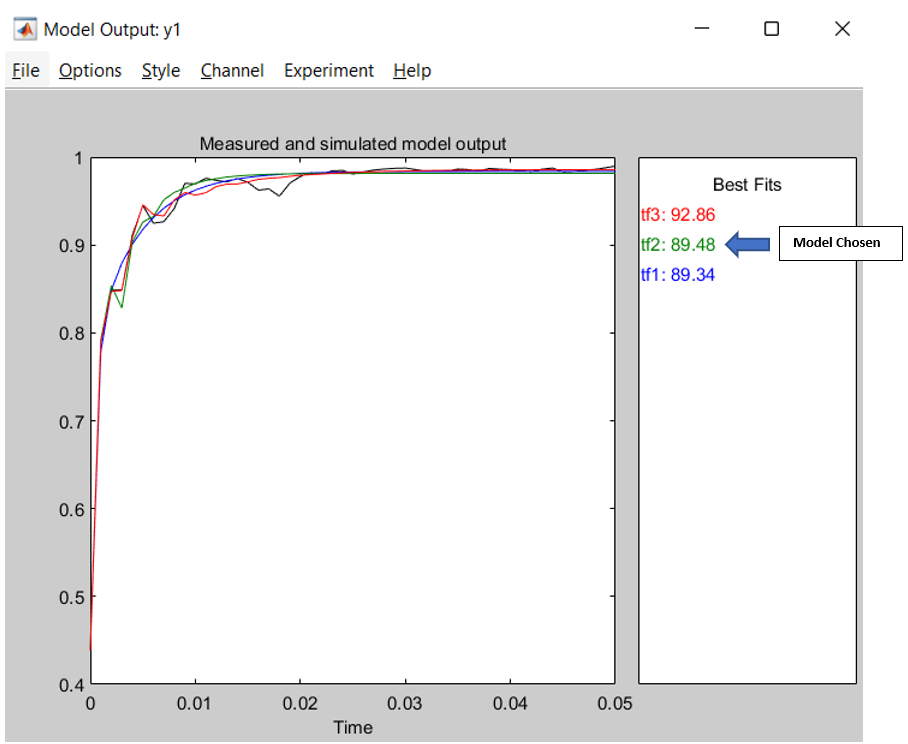 Model Output: y1
File Options Style Channel Experiment Help
Measured and simulated model output
1
0.9
0.8
0.7
0.6
0.5
0.4
0 0.01 0.02 0.03 0.04 0.05
Time
Best Fits
tf3: 92.86
tf2: 89.48
Model Chosen
tf1: 89.34